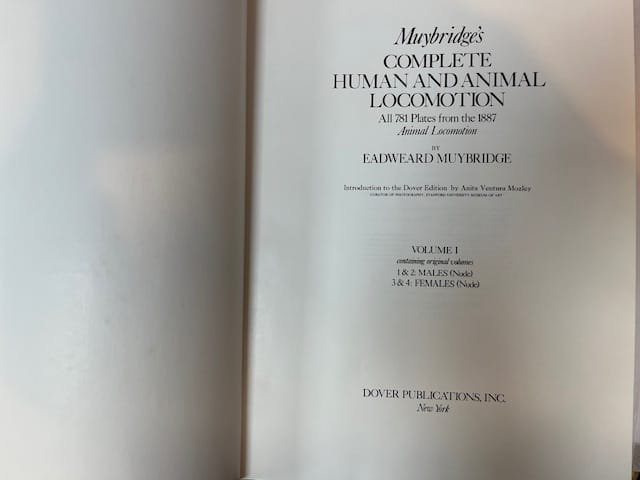 Muybridge's
COMPLETE
HUMAN AND ANIMAL
LOCOMOTION
All 781 Plates from the 1887
Animal Locomotion
BY
EADWEARD MUYBRIDGE
Introduction to the Dover Edition by Anita Ventura Mozley
CURATOR OF PHOTOGRAPHY, STANFORD UNIVERSITY MUSEUM OF ART
VOLUME I
containing original volumes
1 & 2: MALES (Nude)
3 & 4: FEMALES (Nude)
DOVER PUBLICATIONS, INC.
New York